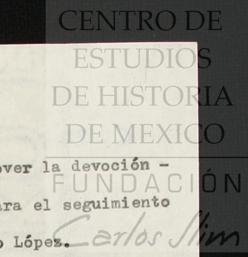 CENTRO DE
ESTUDIOS
DE HISTORIA
DE MEXICO
over la devoción -
FUNDACIÓN
ara el seguimiento
o López.
Carlos Slim